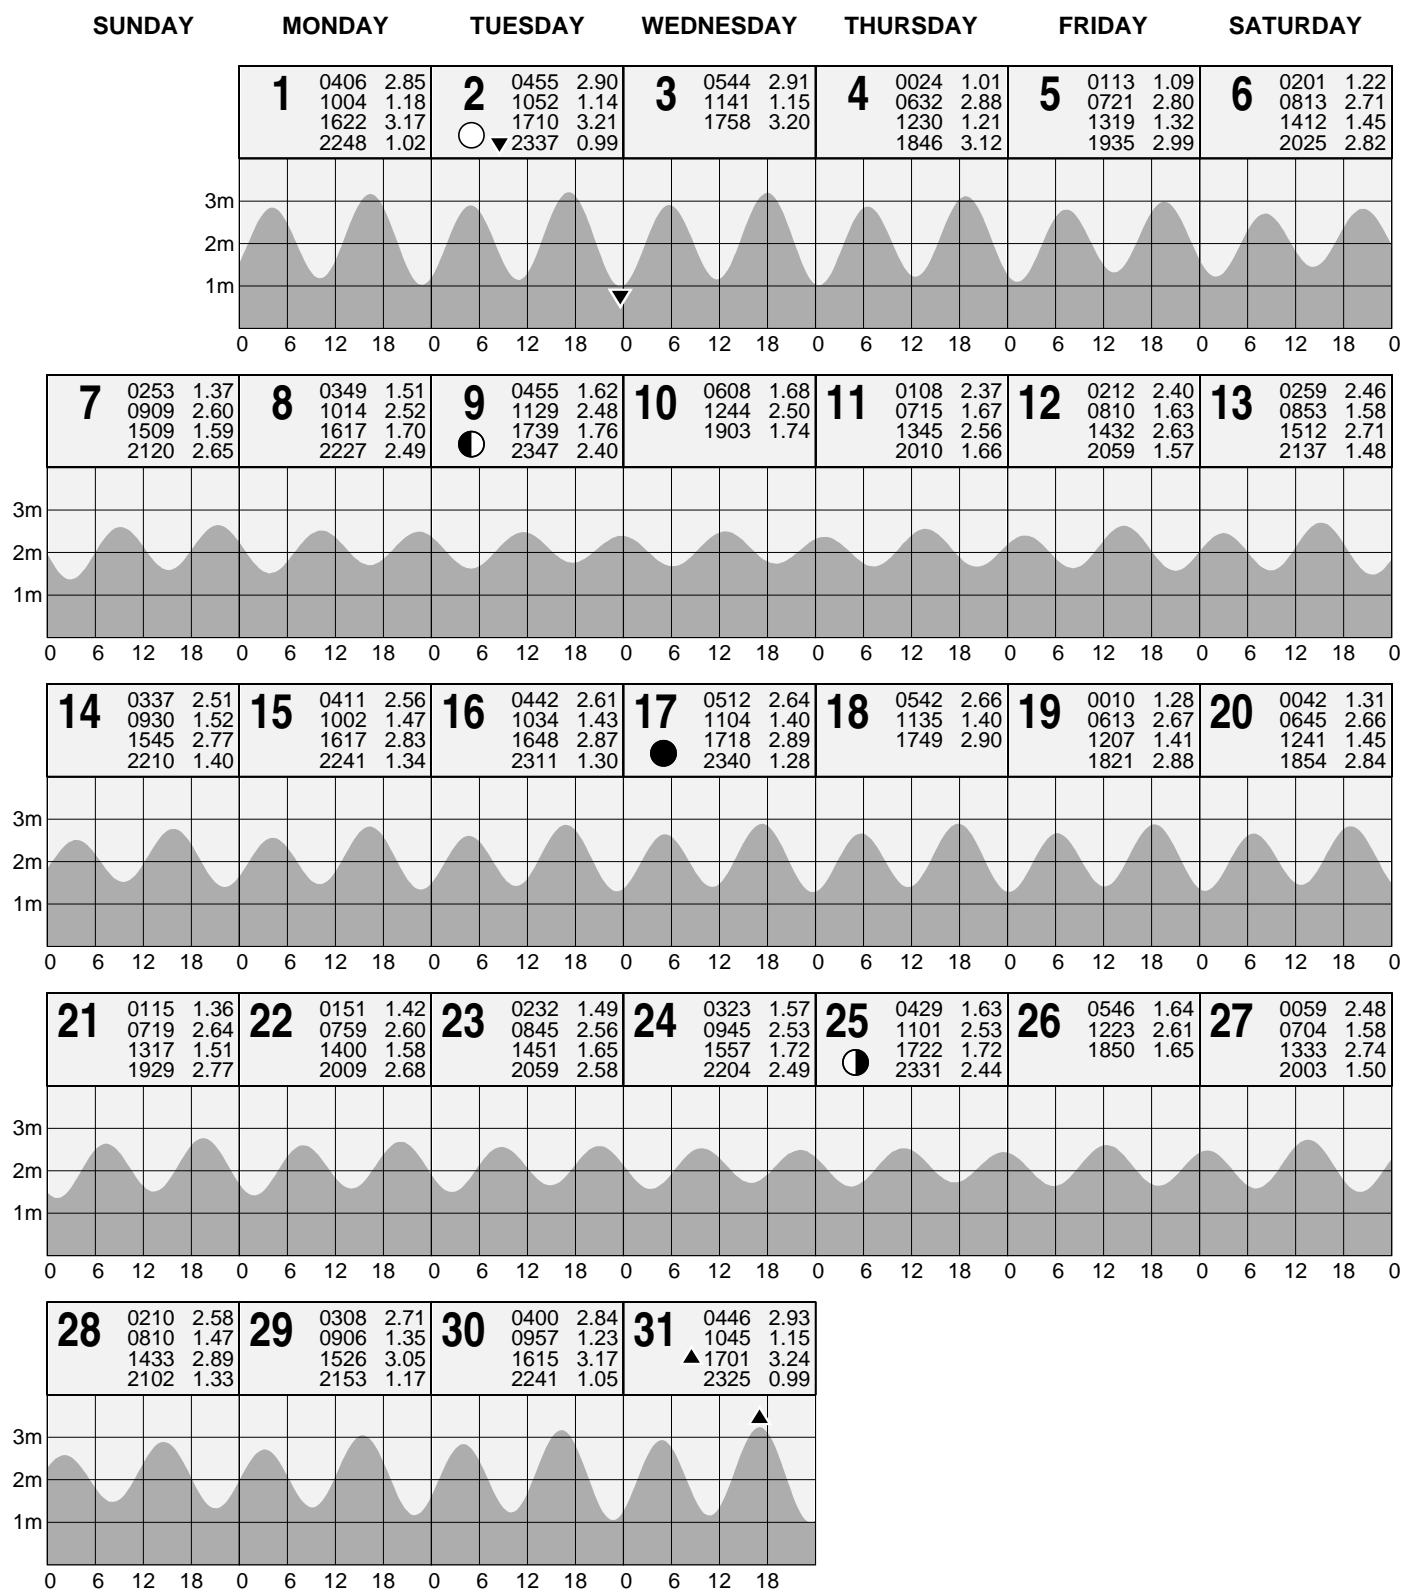 SUNDAY MONDAY TUESDAY WEDNESDAY THURSDAY FRIDAY SATURDAY
1 0406 2.85 2 0455 2.90 3 0544 2.91 4 0024 1.01 5 0113 1.09 6 0201 1.22
1004 1.18 1052 1.14 1141 1.15 0632 2.88 0721 2.80 0813 2.71
1622 3.17 1710 3.21 1758 3.20 1230 1.21 1319 1.32 1412 1.45
2248 1.02 2337 0.99 1846 3.12 1935 2.99 2025 2.82
3m
2m
1m
0 6 12 18 0 6 12 18 0 6 12 18 0 6 12 18 0 6 12 18 0 6 12 18 0
7 0253 1.37 8 0349 1.51 9 0455 1.62 10 0608 1.68 11 0108 2.37 12 0212 2.40 13 0259 2.46
0909 2.60 1014 2.52 1129 2.48 1244 2.50 0715 1.67 0810 1.63 0853 1.58
1509 1.59 1617 1.70 1739 1.76 1903 1.74 1345 2.56 1432 2.63 1512 2.71
2120 2.65 2227 2.49 2347 2.40 2010 1.66 2059 1.57 2137 1.48
3m
2m
1m
0 6 12 18 0 6 12 18 0 6 12 18 0 6 12 18 0 6 12 18 0 6 12 18 0 6 12 18 0
14 0337 2.51 15 0411 2.56 16 0442 2.61 17 0512 2.64 18 0542 2.66 19 0010 1.28 20 0042 1.31
0930 1.52 1002 1.47 1034 1.43 1104 1.40 1135 1.40 0613 2.67 0645 2.66
1545 2.77 1617 2.83 1648 2.87 1718 2.89 1749 2.90 1207 1.41 1241 1.45
2210 1.40 2241 1.34 2311 1.30 2340 1.28 1821 2.88 1854 2.84
3m
2m
1m
0 6 12 18 0 6 12 18 0 6 12 18 0 6 12 18 0 6 12 18 0 6 12 18 0 6 12 18 0
21 0115 1.36 22 0151 1.42 23 0232 1.49 24 0323 1.57 25 0429 1.63 26 0546 1.64 27 0059 2.48
0719 2.64 0759 2.60 0845 2.56 0945 2.53 1101 2.53 1223 2.61 0704 1.58
1317 1.51 1400 1.58 1451 1.65 1557 1.72 1722 1.72 1850 1.65 1333 2.74
1929 2.77 2009 2.68 2059 2.58 2204 2.49 2331 2.44 2003 1.50
3m
2m
1m
0 6 12 18 0 6 12 18 0 6 12 18 0 6 12 18 0 6 12 18 0 6 12 18 0 6 12 18 0
28 0210 2.58 29 0308 2.71 30 0400 2.84 31 0446 2.93
0810 1.47 0906 1.35 0957 1.23 1045 1.15
1433 2.89 1526 3.05 1615 3.17 1701 3.24
2102 1.33 2153 1.17 2241 1.05 2325 0.99
3m
2m
1m
0 6 12 18 0 6 12 18 0 6 12 18 0 6 12 18